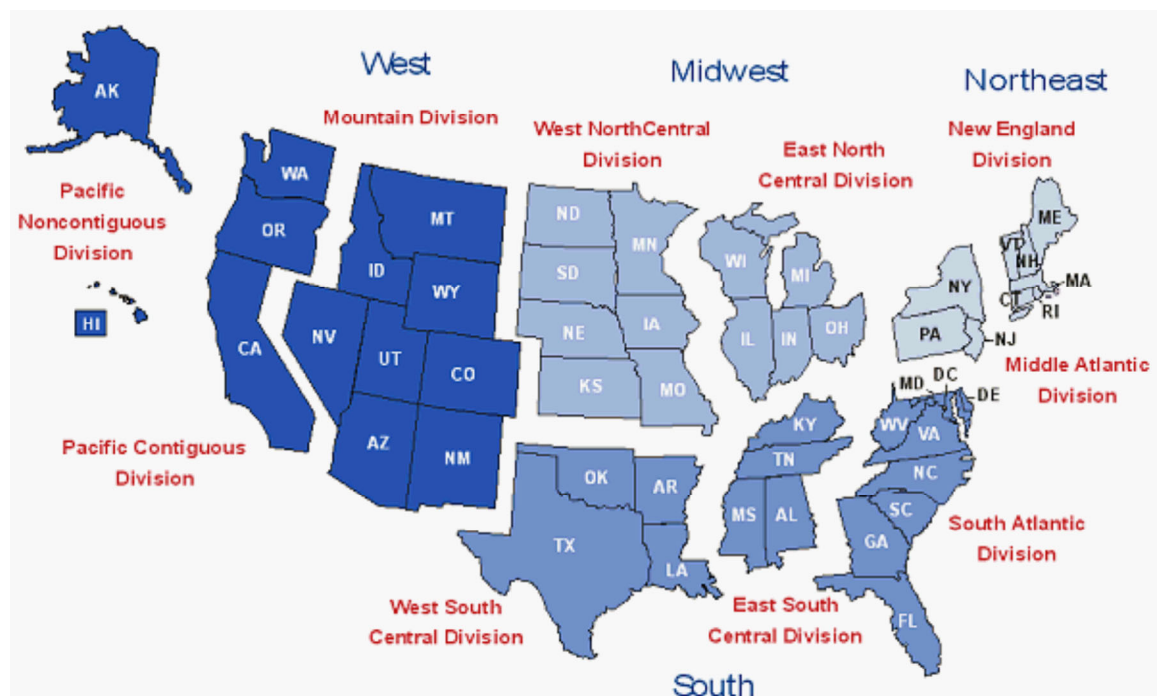 West
Midwest
Northeast
AK
Mountain Division
West NorthCentral
Division
East North
Central Division
New England
Division
Pacific
Noncontiguous
Division
WA
OR
MT
ID
WY
ND
MN
SD
WI
MI
ME
VT
NH
NY
MA
CT
RI
HI
CA
NV
UT
CO
NE
IA
KS
MO
IL
IN
OH
PA
NJ
Middle Atlantic
Division
MD
DC
DE
Pacific Contiguous
Division
AZ
NM
OK
AR
TX
LA
KY
TN
MS
AL
WV
VA
NC
SC
GA
FL
South Atlantic
Division
West South
Central Division
East South
Central Division
South